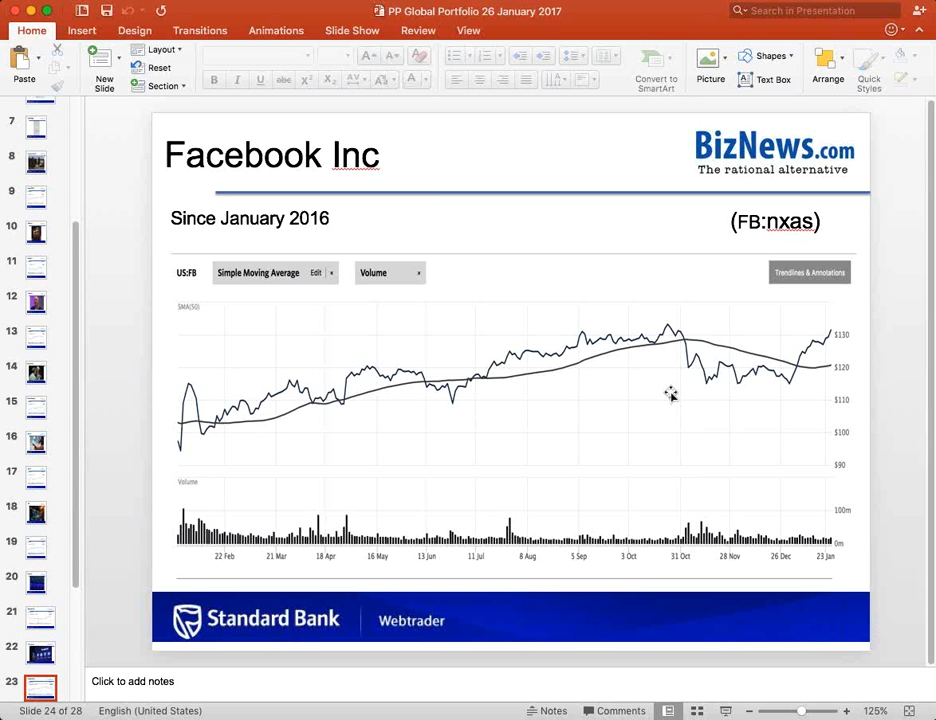 PP Global Portfolio 26 January 2017
Search in Presentation
Home Insert Design Transitions Animations Slide Show Review View
Paste
New Slide
Layout
Reset
Section
B I U abc X² X₂ AV Aa A
Convert to SmartArt
Picture
Shapes
Text Box
Arrange
Quick Styles
7
8
9
10
11
12
13
14
15
16
17
18
19
20
21
22
23
Facebook Inc
BizNews.com
The rational alternative
Since January 2016
(FB:nxas)
US:FB Simple Moving Average Edit Volume Trendlines & Annotations
SMA(50)
$130
$120
$110
$100
$90
Volume
100m
0m
22 Feb 21 Mar 18 Apr 16 May 13 Jun 11 Jul 8 Aug 5 Sep 3 Oct 31 Oct 28 Nov 26 Dec 23 Jan
Standard Bank Webtrader
Click to add notes
Slide 24 of 28 English (United States) Notes Comments 125%